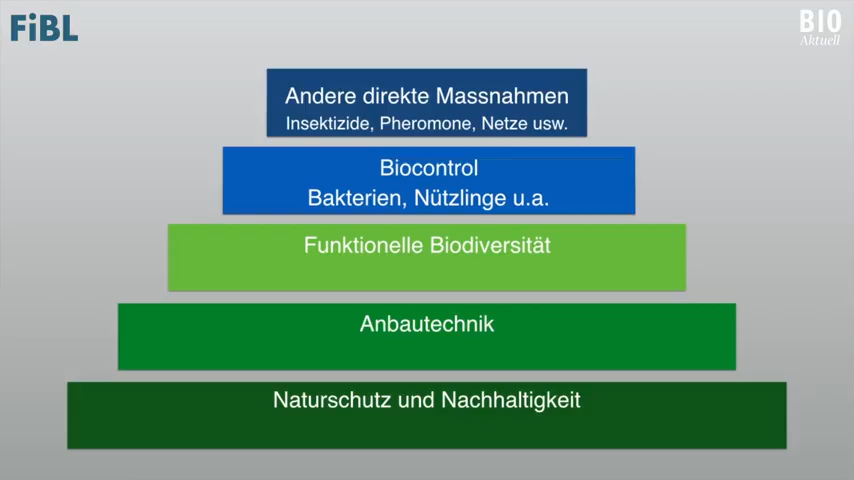 FiBL
BIO
Aktuell
Andere direkte Massnahmen
Insektizide, Pheromone, Netze usw.
Biocontrol
Bakterien, Nützlinge u.a.
Funktionelle Biodiversität
Anbautechnik
Naturschutz und Nachhaltigkeit